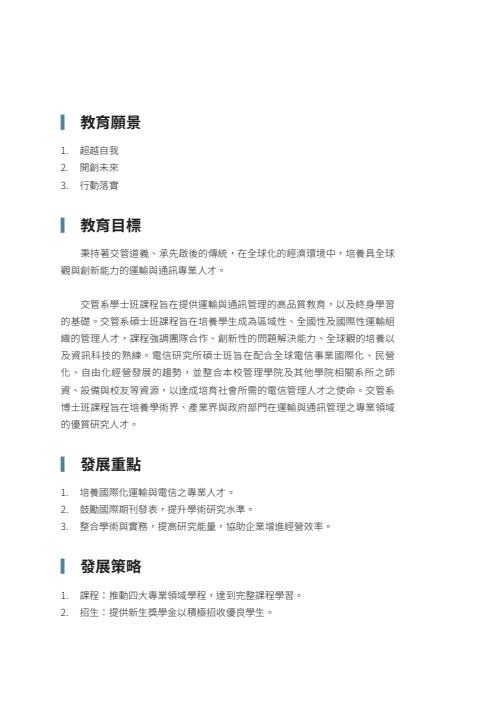 教育願景
1. 超越自我
2. 開創未來
3. 行動落實
教育目標
秉持著交管道義、承先啟後的傳統，在全球化的經濟環境中，培養具全球
觀與創新能力的運輸與通訊專業人才。
交管系學士班課程旨在提供運輸與通訊管理的高品質教育，以及終身學習
的基礎。交管系碩士班課程旨在培養學生成為區域性、全國性及國際性運輸組
織的管理人才，課程強調團隊合作、創新性的問題解決能力、全球觀的培養以
及資訊科技的熟練。電信研究所碩士班旨在配合全球電信事業國際化、民營
化、自由化經營發展的趨勢，並整合本校管理學院及其他學院相關系所之師
資、設備與校友等資源，以達成培育社會所需的電信管理人才之使命。交管系
博士班課程旨在培養學術界、產業界與政府部門在運輸與通訊管理之專業領域
的優質研究人才。
發展重點
1. 培養國際化運輸與電信之專業人才。
2. 鼓勵國際期刊發表，提升學術研究水準。
3. 整合學術與實務，提高研究能量，協助企業增進經營效率。
發展策略
1. 課程：推動四大專業領域學程，達到完整課程學習。
2. 招生：提供新生獎學金以積極招收優良學生。